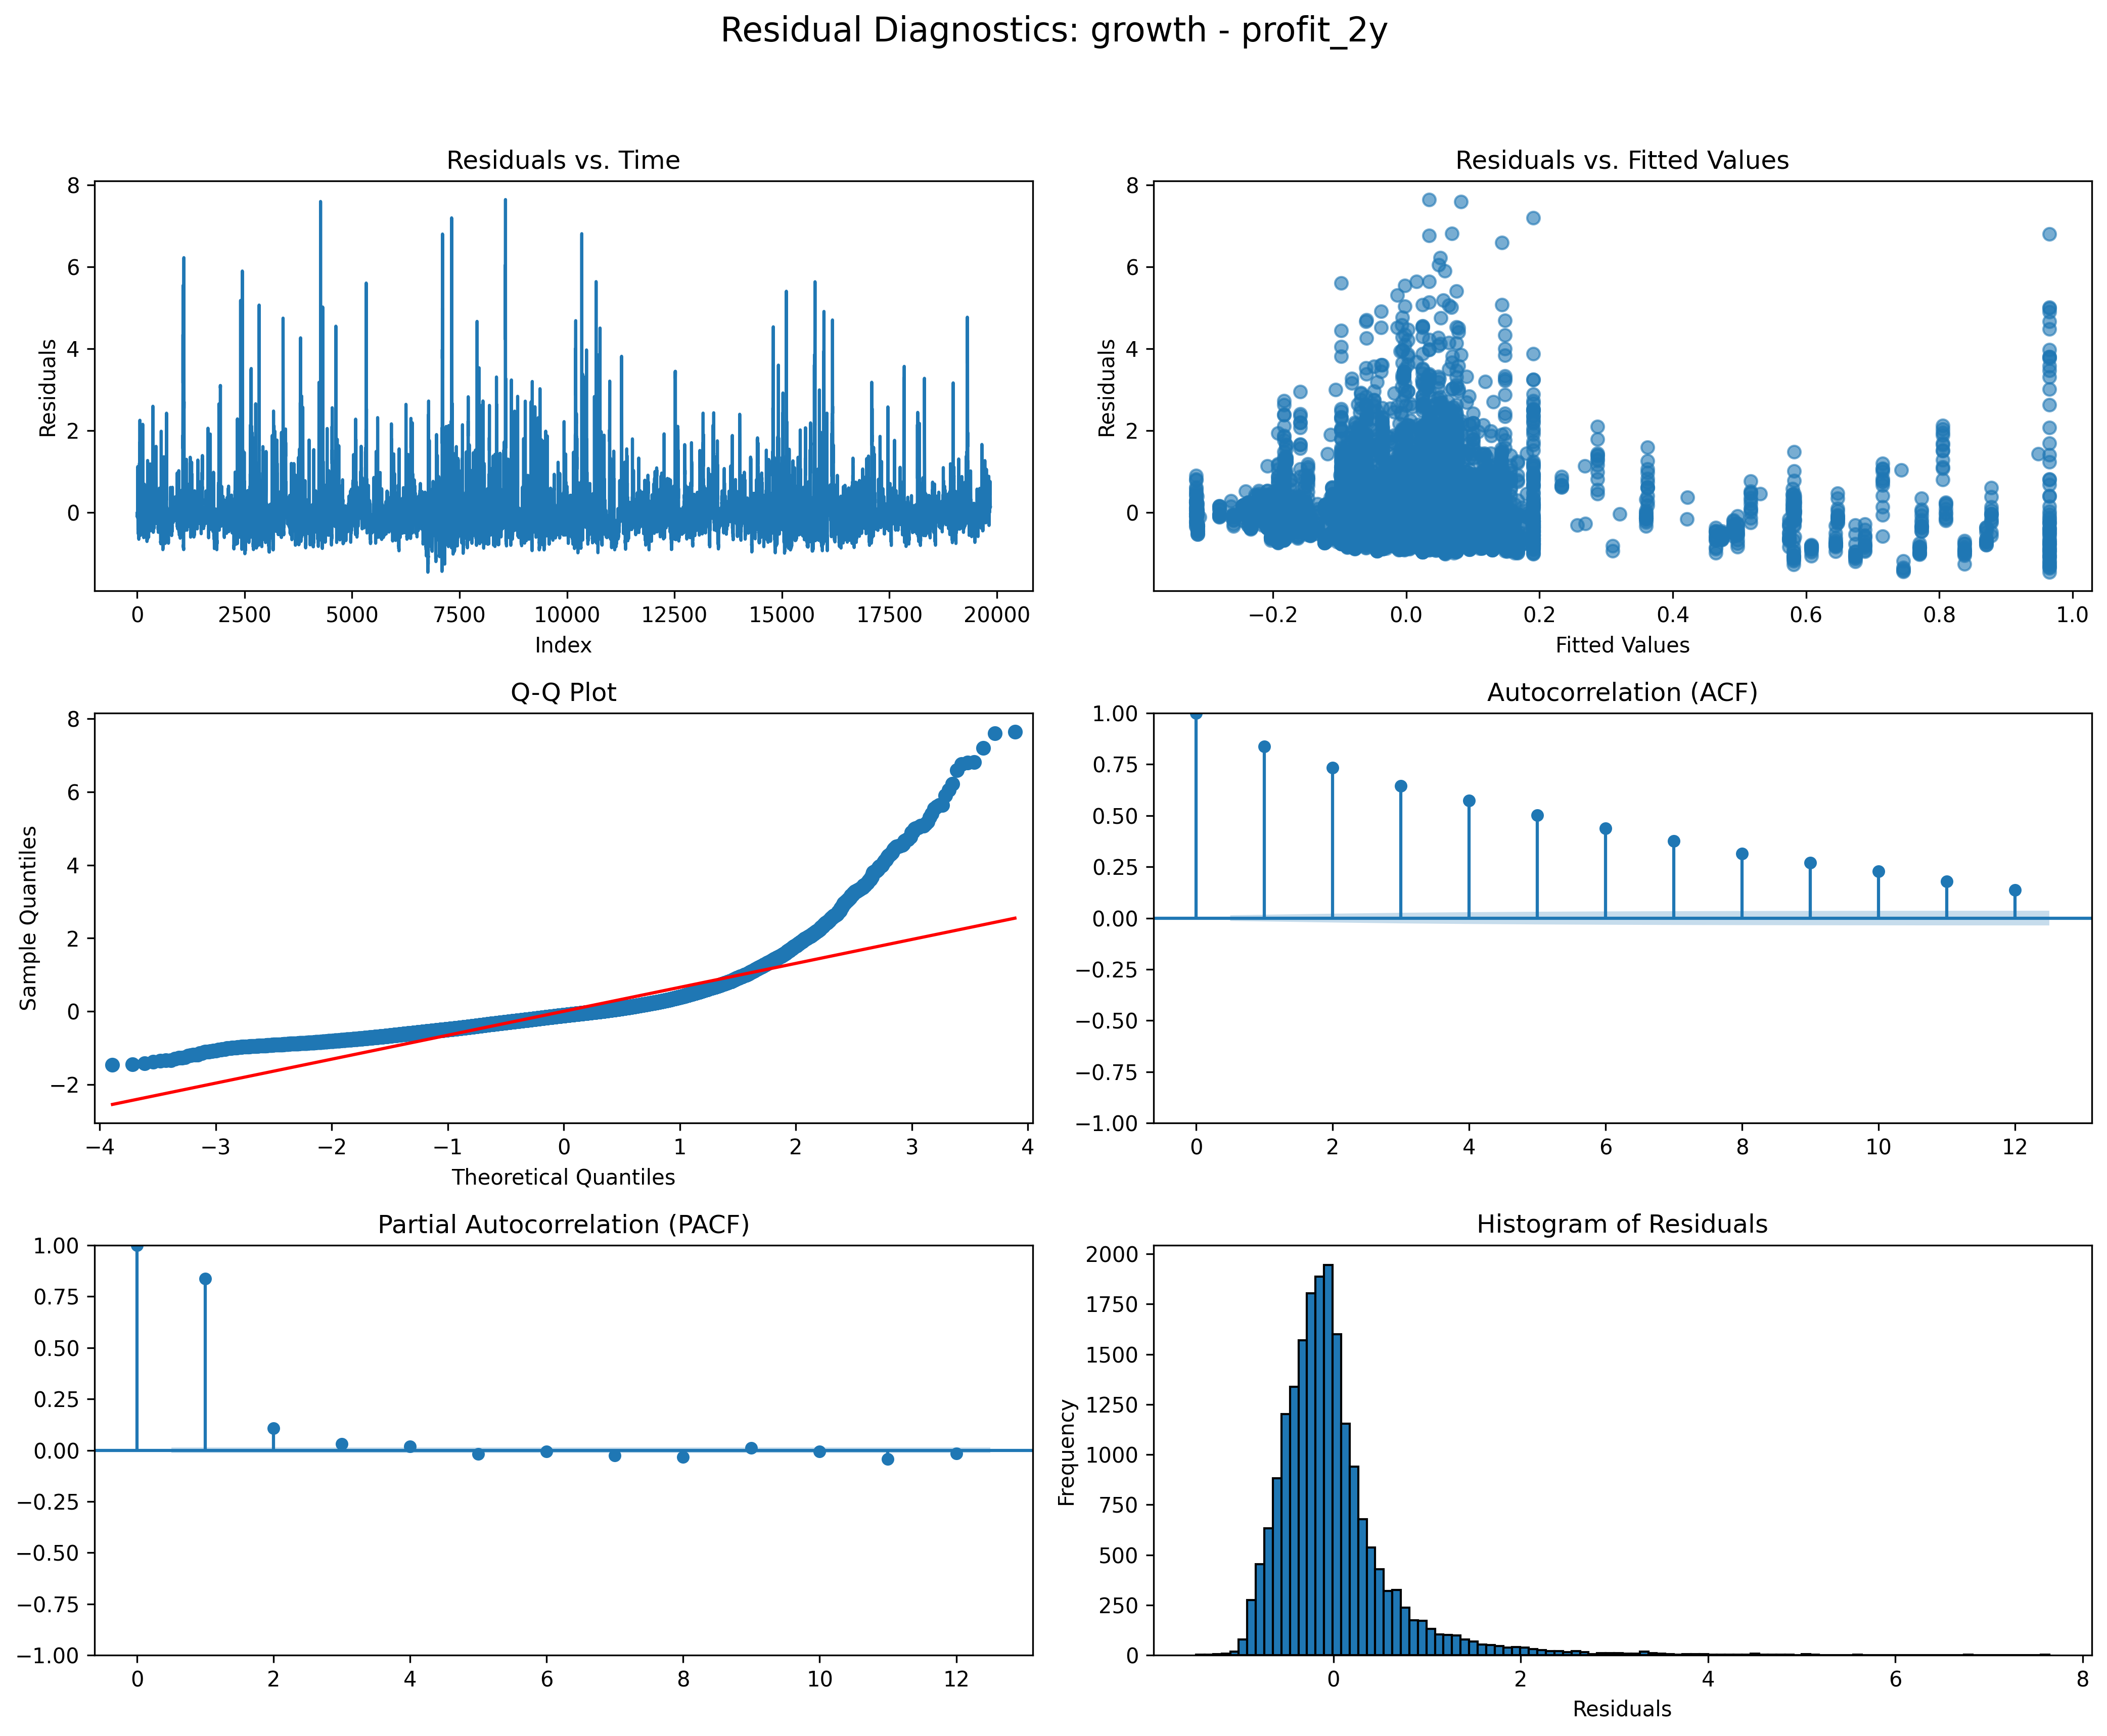 Residual Diagnostics: growth - profit_2y
Residuals vs. Time
Residuals
8
6
4
2
0
0 2500 5000 7500 10000 12500 15000 17500 20000
Index
Residuals vs. Fitted Values
Residuals
8
6
4
2
0
−0.2 0.0 0.2 0.4 0.6 0.8 1.0
Fitted Values
Q-Q Plot
Sample Quantiles
8
6
4
2
0
−2
−4 −3 −2 −1 0 1 2 3 4
Theoretical Quantiles
Autocorrelation (ACF)
1.00
0.75
0.50
0.25
0.00
−0.25
−0.50
−0.75
−1.00
0 2 4 6 8 10 12
Partial Autocorrelation (PACF)
1.00
0.75
0.50
0.25
0.00
−0.25
−0.50
−0.75
−1.00
0 2 4 6 8 10 12
Histogram of Residuals
Frequency
2000
1750
1500
1250
1000
750
500
250
0
0 2 4 6 8
Residuals